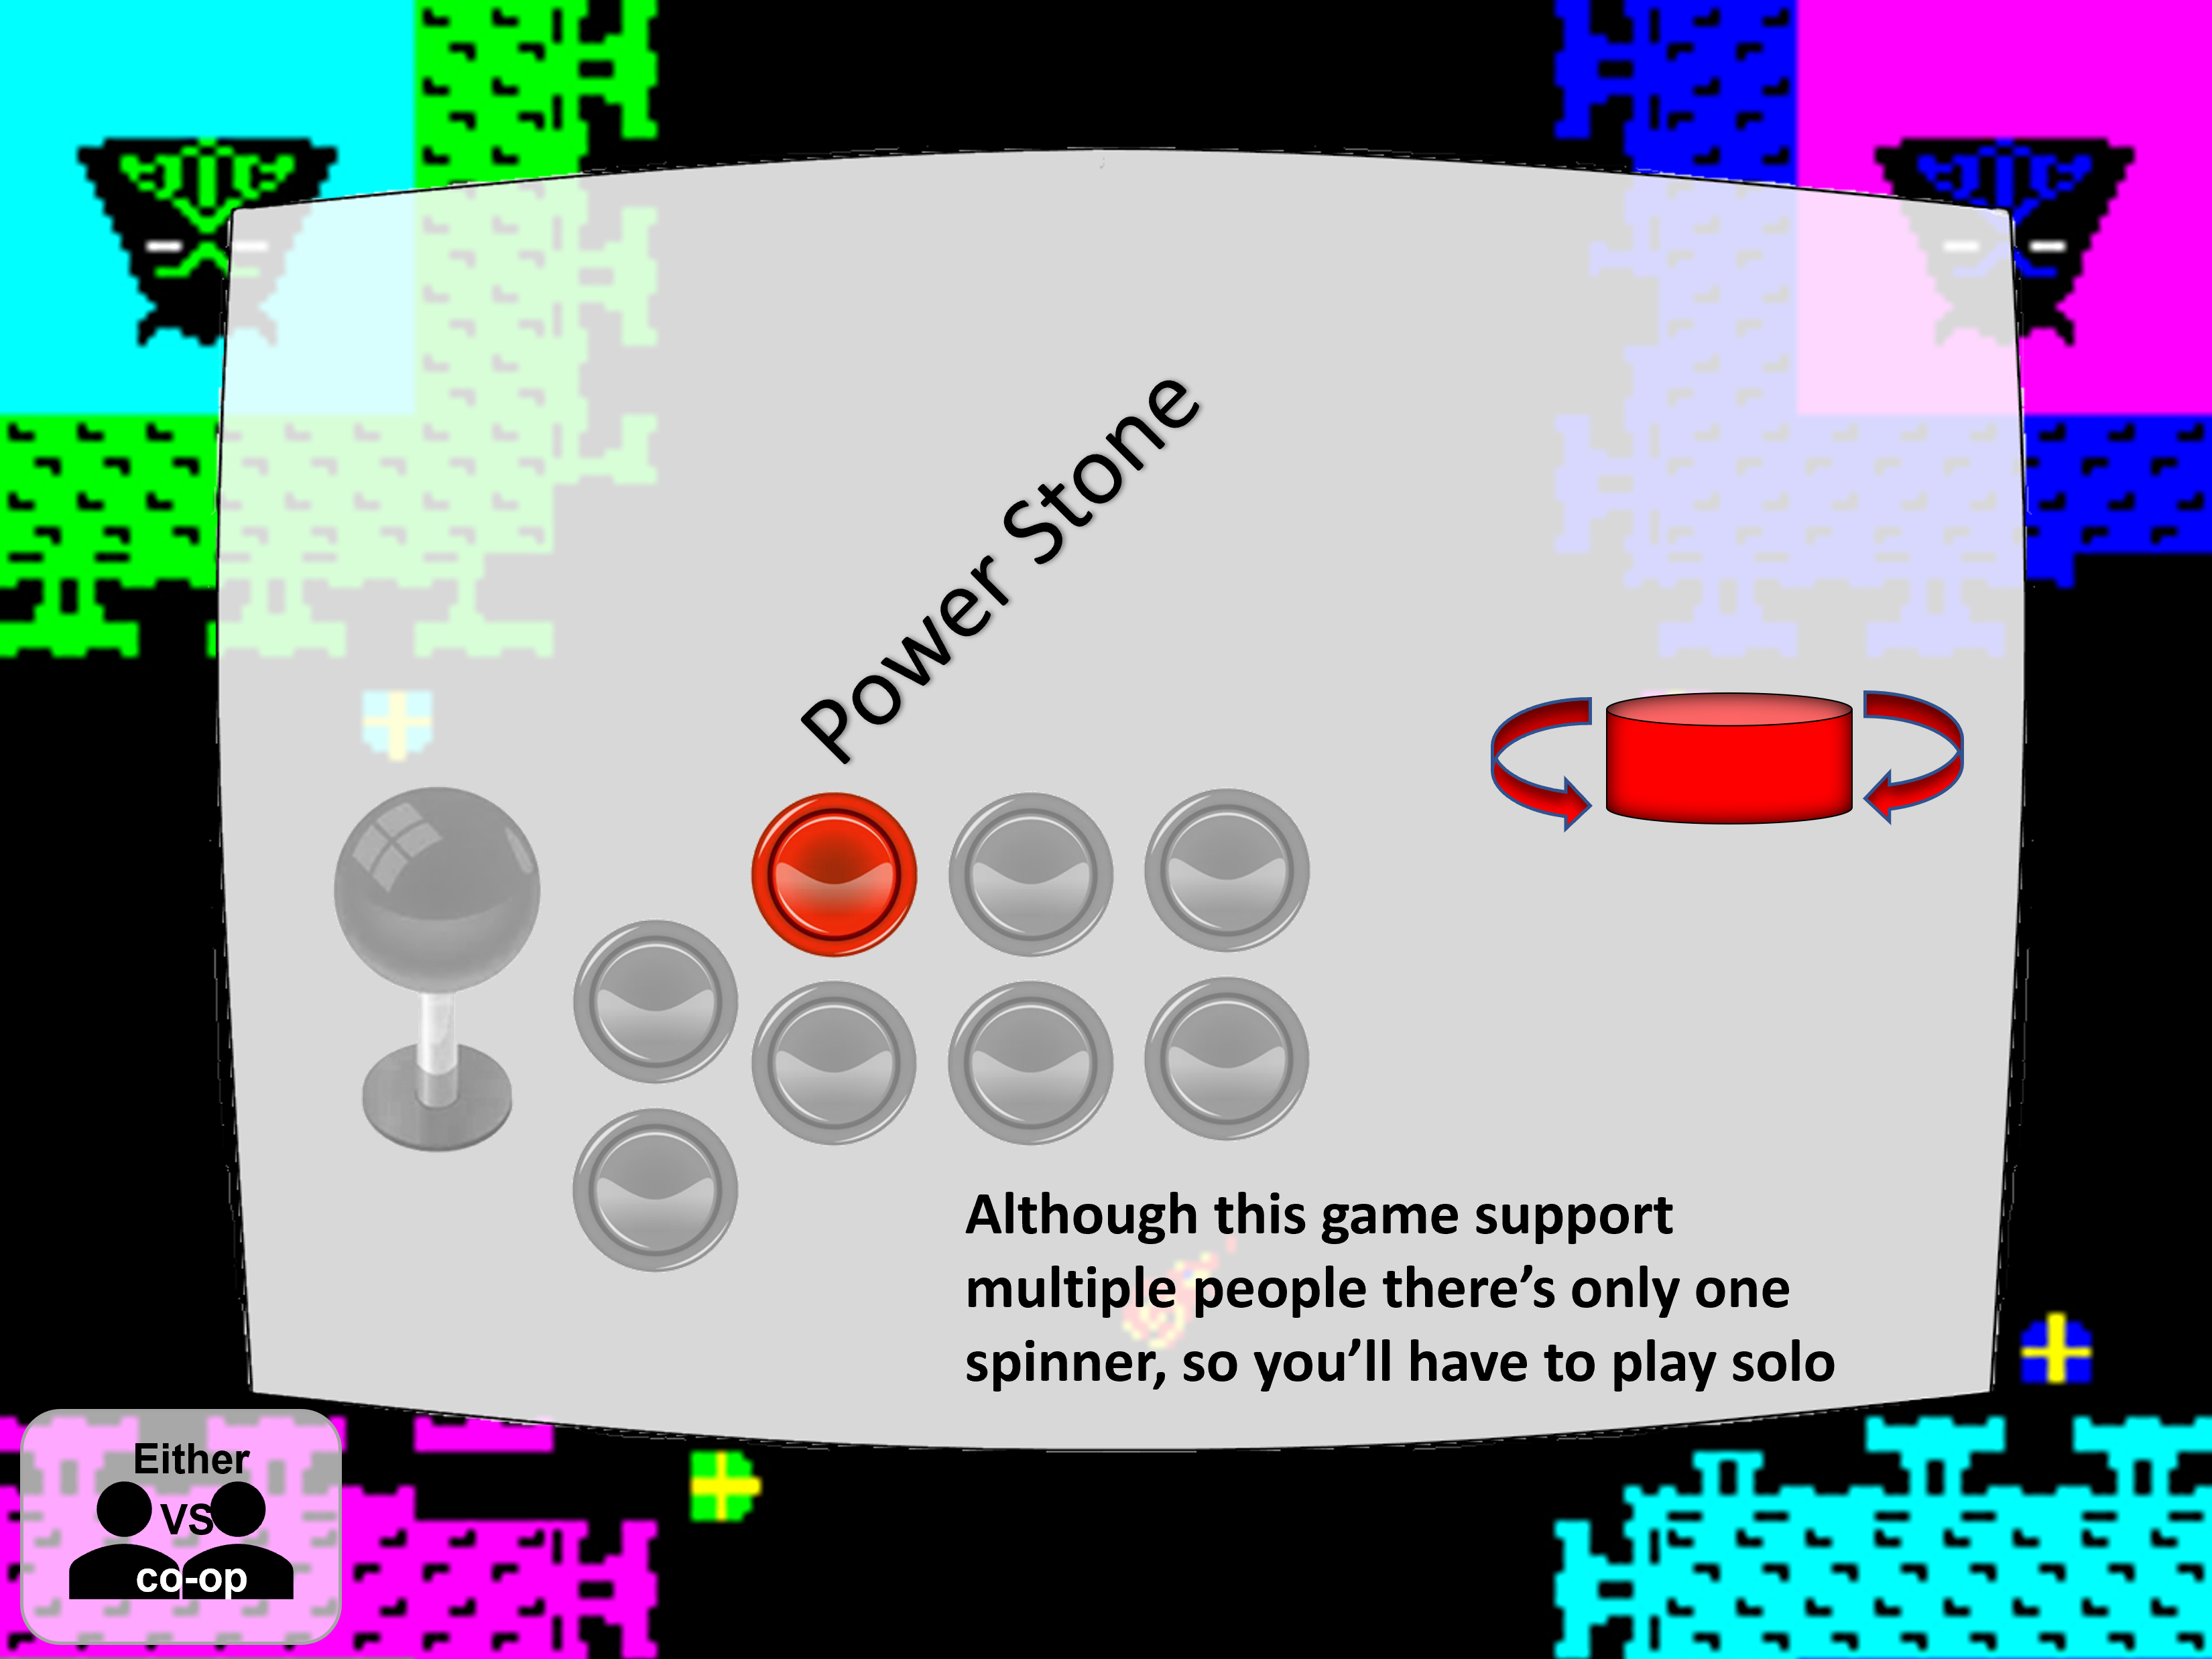 Power Stone
Although this game support
multiple people there’s only one
spinner, so you’ll have to play solo
Either
VS
co-op